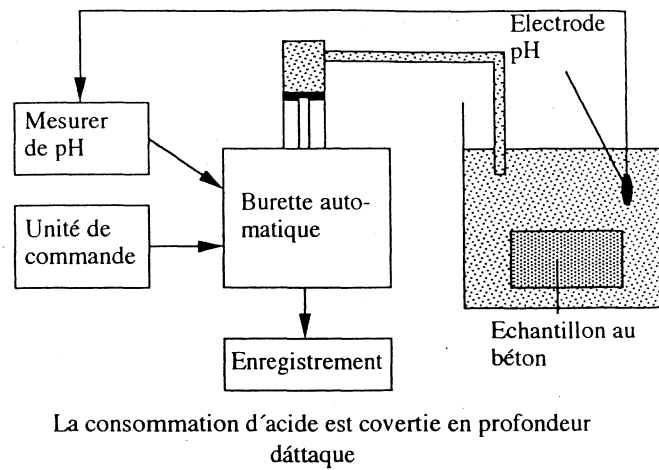 Electrode
pH
Mesurer
de pH
Burette auto-
matique
Unité de
commande
Echantillon au
béton
Enregistrement
La consommation d´acide est covertie en profondeur
dáttaque